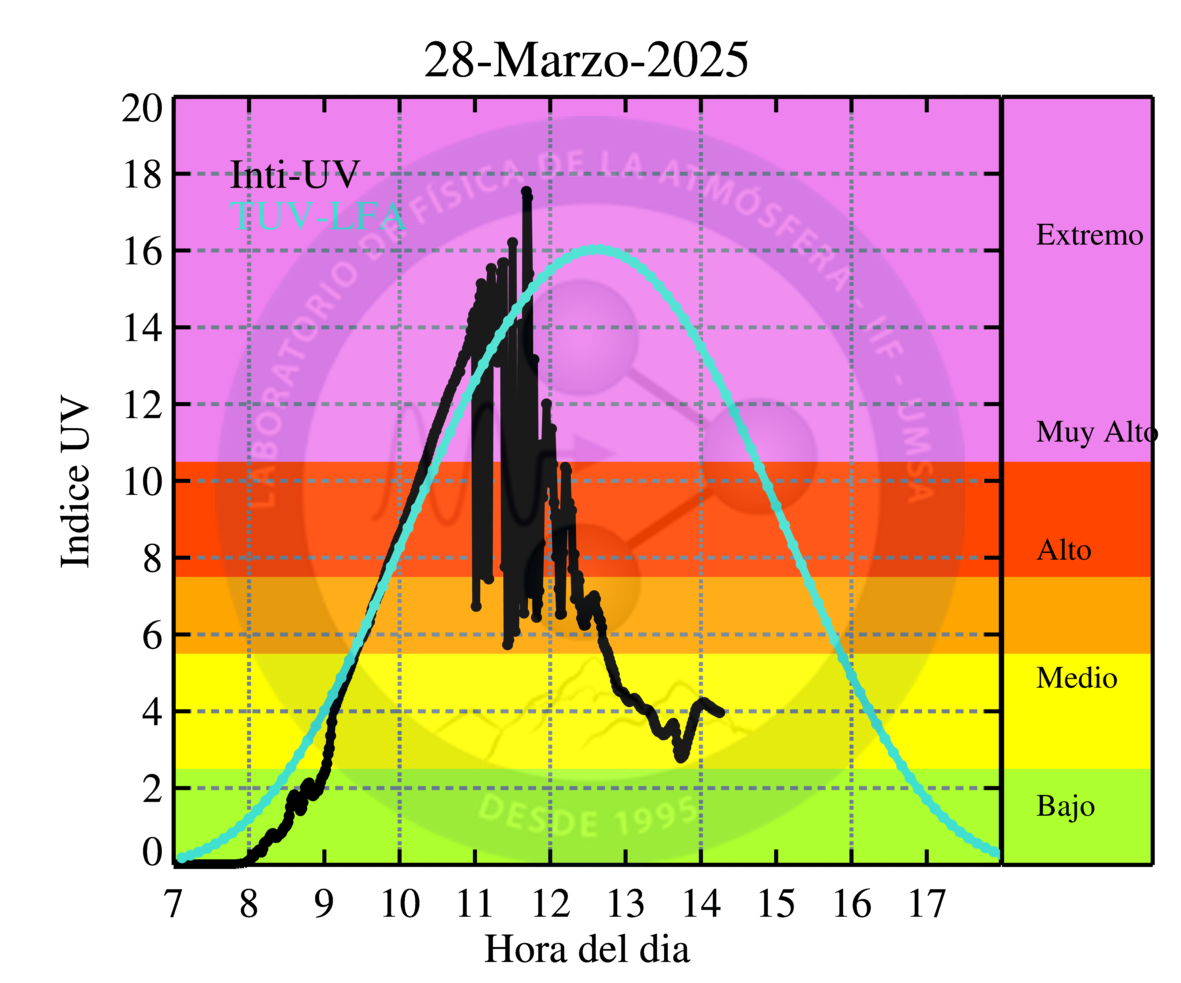 28-Marzo-2025
Inti-UV
TUV-LFA
LABORATORIO DE FÍSICA DE LA ATMÓSFERA - IIF - UMSA
DESDE 1995
Indice UV
20
18
16
14
12
10
8
6
4
2
0
Extremo
Muy Alto
Alto
Medio
Bajo
7 8 9 10 11 12 13 14 15 16 17
Hora del dia